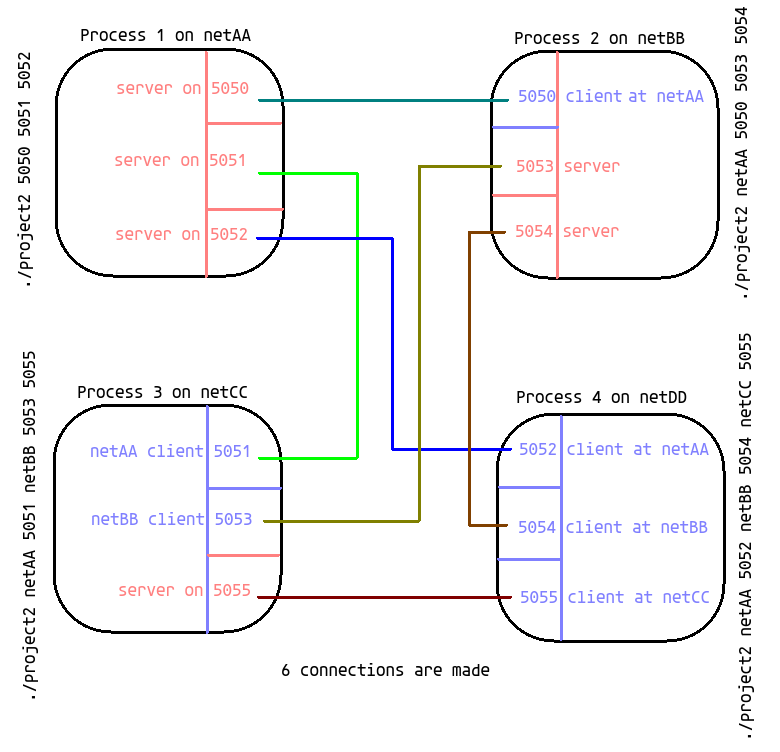 Process 1 on netAA
server on 5050
server on 5051
server on 5052
./project2 5050 5051 5052
Process 2 on netBB
5050 client at netAA
5053 server
5054 server
./project2 netAA 5050 5053 5054
Process 3 on netCC
netAA client 5051
netBB client 5053
server on 5055
./project2 netAA 5051 netBB 5053 5055
Process 4 on netDD
5052 client at netAA
5054 client at netBB
5055 client at netCC
./project2 netAA 5052 netBB 5054 netCC 5055
6 connections are made